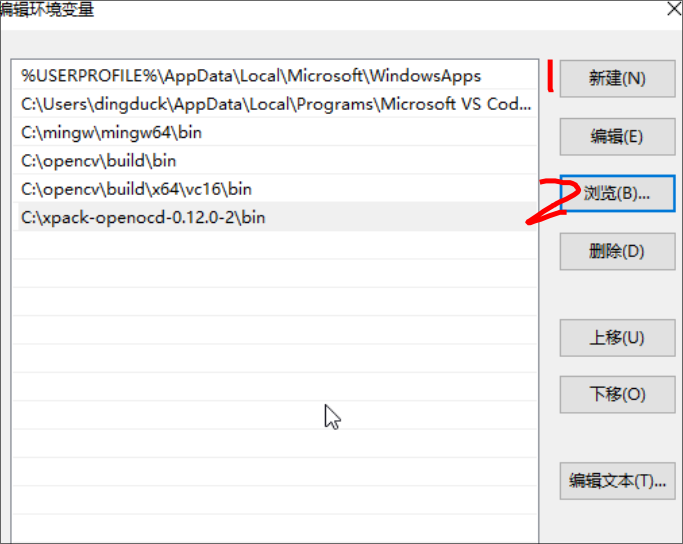 编辑环境变量
%USERPROFILE%\AppData\Local\Microsoft\WindowsApps
C:\Users\dingduck\AppData\Local\Programs\Microsoft VS Cod...
C:\mingw\mingw64\bin
C:\opencv\build\bin
C:\opencv\build\x64\vc16\bin
C:\xpack-openocd-0.12.0-2\bin
1
新建(N)
编辑(E)
2
浏览(B)...
删除(D)
上移(U)
下移(O)
编辑文本(T)...